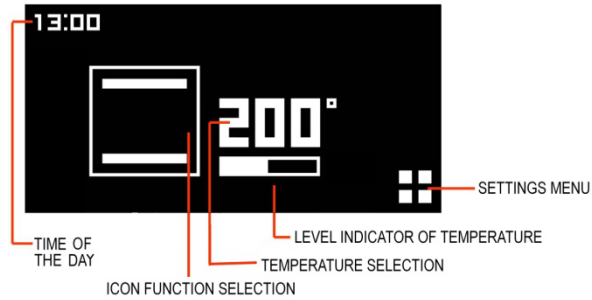 13:00
200°
SETTINGS MENU
LEVEL INDICATOR OF TEMPERATURE
TIME OF
THE DAY
TEMPERATURE SELECTION
ICON FUNCTION SELECTION